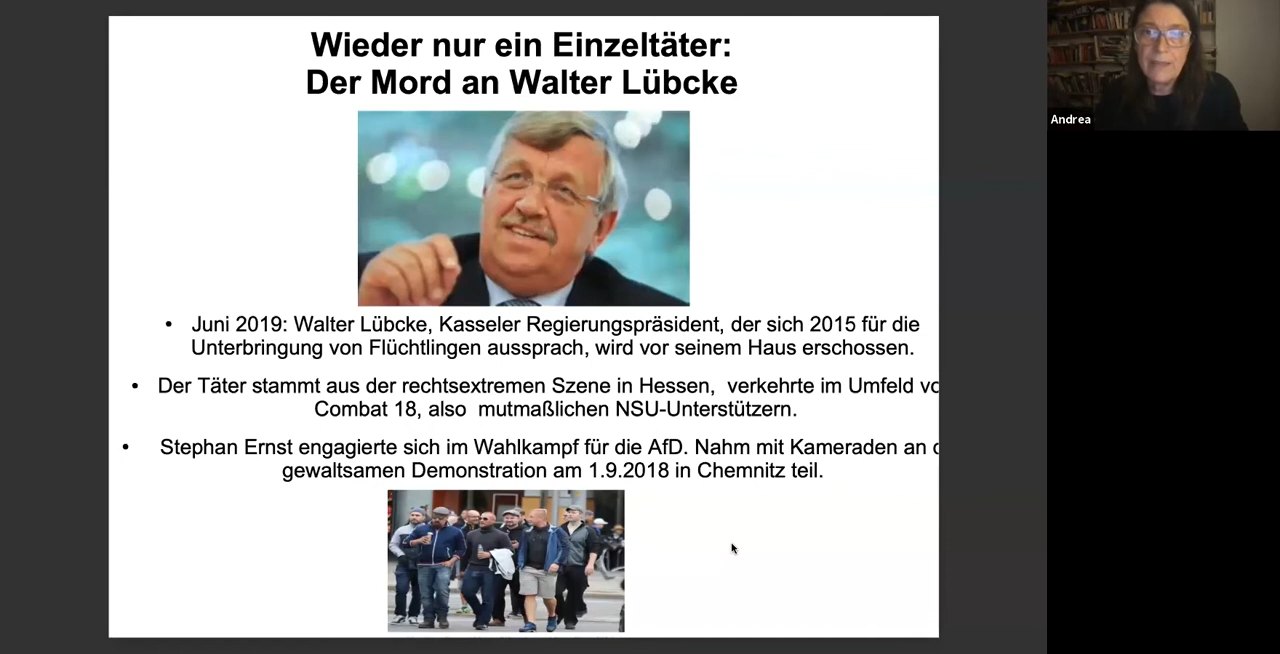 Wieder nur ein Einzeltäter:
Der Mord an Walter Lübcke
• Juni 2019: Walter Lübcke, Kasseler Regierungspräsident, der sich 2015 für die
Unterbringung von Flüchtlingen aussprach, wird vor seinem Haus erschossen.
• Der Täter stammt aus der rechtsextremen Szene in Hessen, verkehrte im Umfeld
Combat 18, also mutmaßlichen NSU-Unterstützern.
• Stephan Ernst engagierte sich im Wahlkampf für die AfD. Nahm mit Kameraden an
gewaltsamen Demonstration am 1.9.2018 in Chemnitz teil.
Andrea